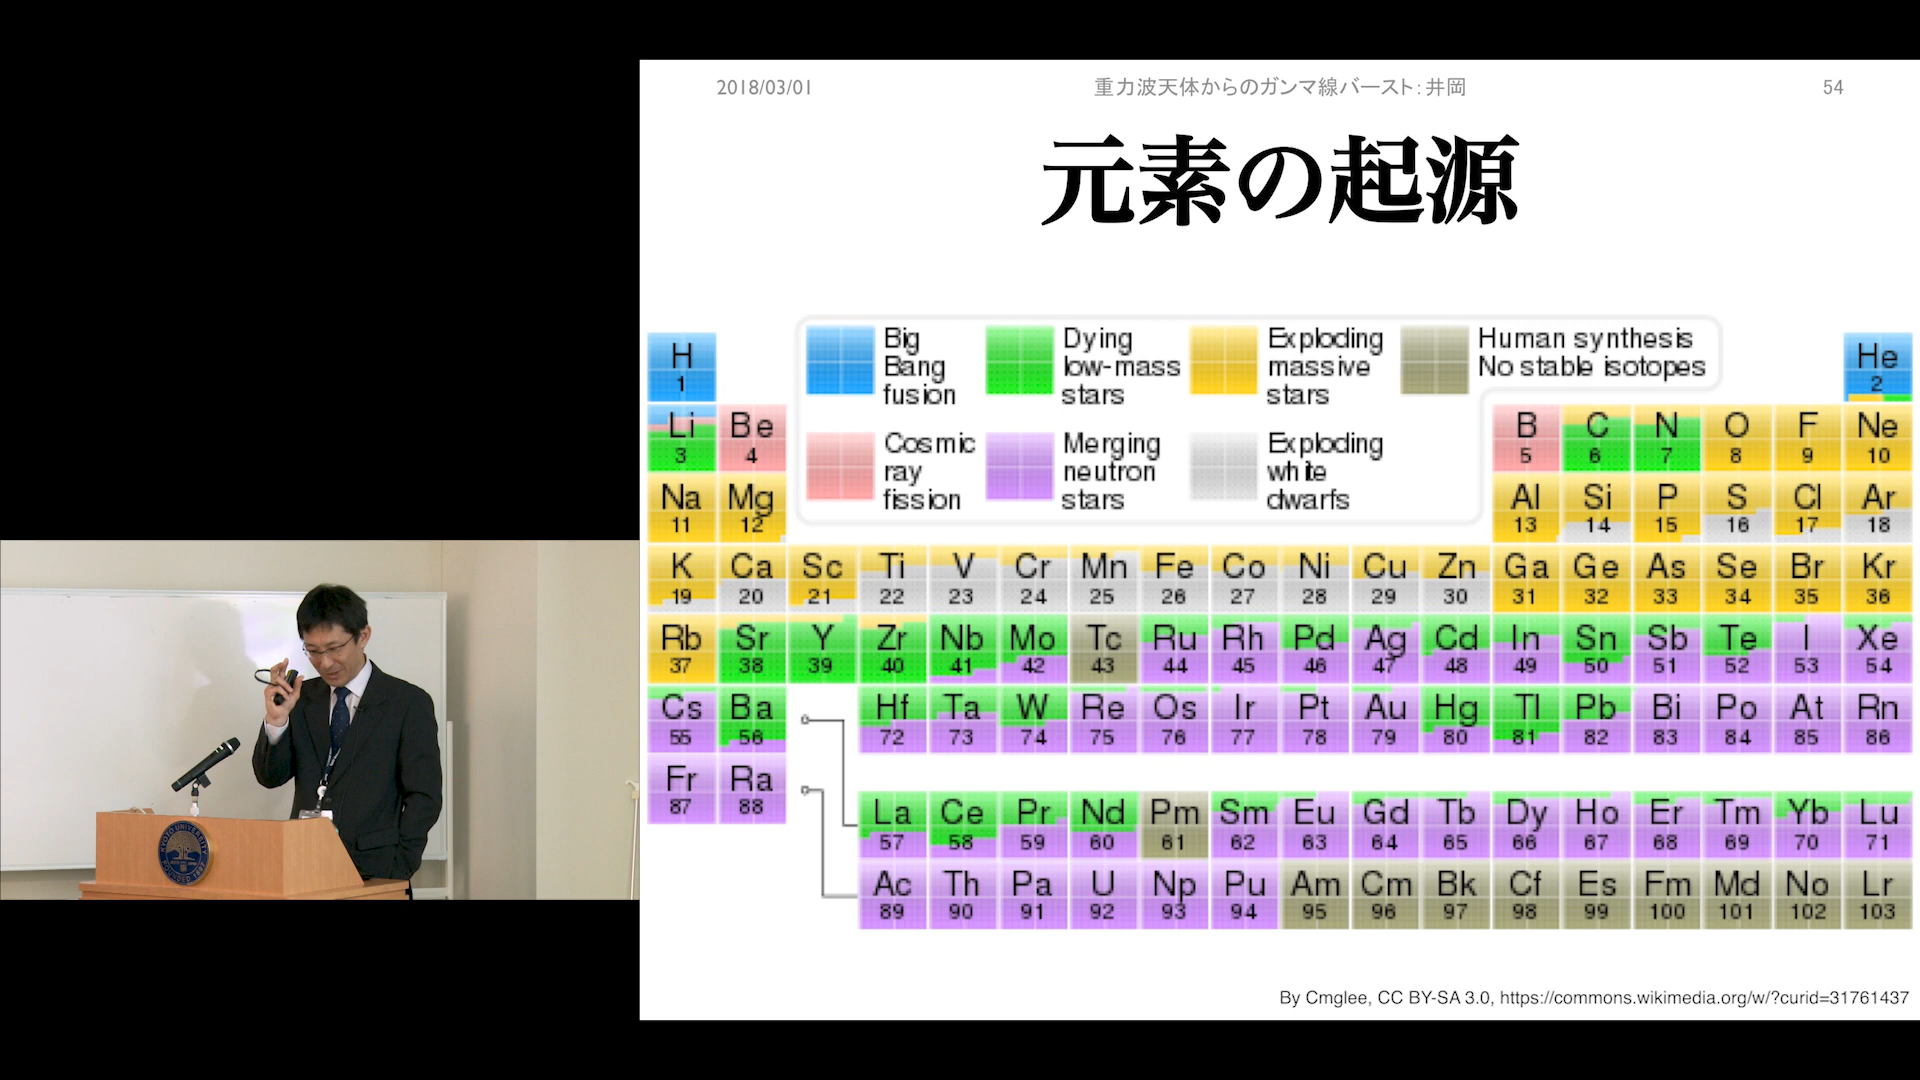 2018/03/01
重力波天体からのガンマ線バースト: 井岡
54
元素の起源
Big Bang fusion
Dying low-mass stars
Exploding massive stars
Human synthesis
No stable isotopes
Cosmic ray fission
Merging neutron stars
Exploding white dwarfs
H 1
He 2
Li 3
Be 4
B 5
C 6
N 7
O 8
F 9
Ne 10
Na 11
Mg 12
Al 13
Si 14
P 15
S 16
Cl 17
Ar 18
K 19
Ca 20
Sc 21
Ti 22
V 23
Cr 24
Mn 25
Fe 26
Co 27
Ni 28
Cu 29
Zn 30
Ga 31
Ge 32
As 33
Se 34
Br 35
Kr 36
Rb 37
Sr 38
Y 39
Zr 40
Nb 41
Mo 42
Tc 43
Ru 44
Rh 45
Pd 46
Ag 47
Cd 48
In 49
Sn 50
Sb 51
Te 52
I 53
Xe 54
Cs 55
Ba 56
Hf 72
Ta 73
W 74
Re 75
Os 76
Ir 77
Pt 78
Au 79
Hg 80
Tl 81
Pb 82
Bi 83
Po 84
At 85
Rn 86
Fr 87
Ra 88
La 57
Ce 58
Pr 59
Nd 60
Pm 61
Sm 62
Eu 63
Gd 64
Tb 65
Dy 66
Ho 67
Er 68
Tm 69
Yb 70
Lu 71
Ac 89
Th 90
Pa 91
U 92
Np 93
Pu 94
Am 95
Cm 96
Bk 97
Cf 98
Es 99
Fm 100
Md 101
No 102
Lr 103
By Cmglee, CC BY-SA 3.0, https://commons.wikimedia.org/w/?curid=31761437
KYOTO UNIVERSITY
FOUNDED 1897